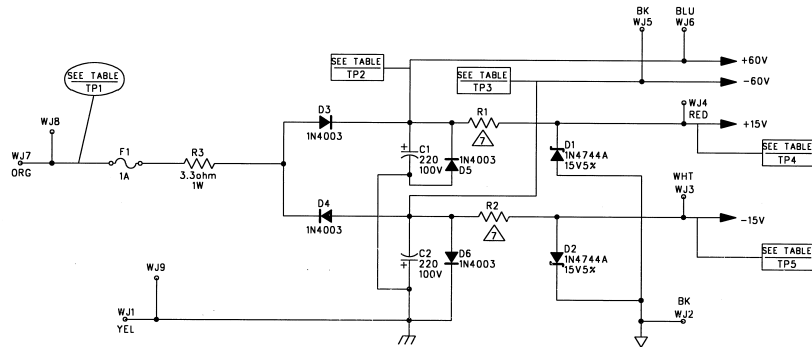 BK
WJ5
BLU
WJ6
SEE TABLE
TP1
SEE TABLE
TP2
SEE TABLE
TP3
+60V
-60V
WJ8
WJ7
ORG
F1
1A
R3
3.3ohm
1W
D3
1N4003
R1
7
WJ4
RED
+15V
C1
220
100V
+
1N4003
D5
D1
1N4744A
15V5%
SEE TABLE
TP4
D4
1N4003
R2
7
WHT
WJ3
-15V
C2
220
100V
+
D6
1N4003
D2
1N4744A
15V5%
SEE TABLE
TP5
WJ9
WJ1
YEL
BK
WJ2